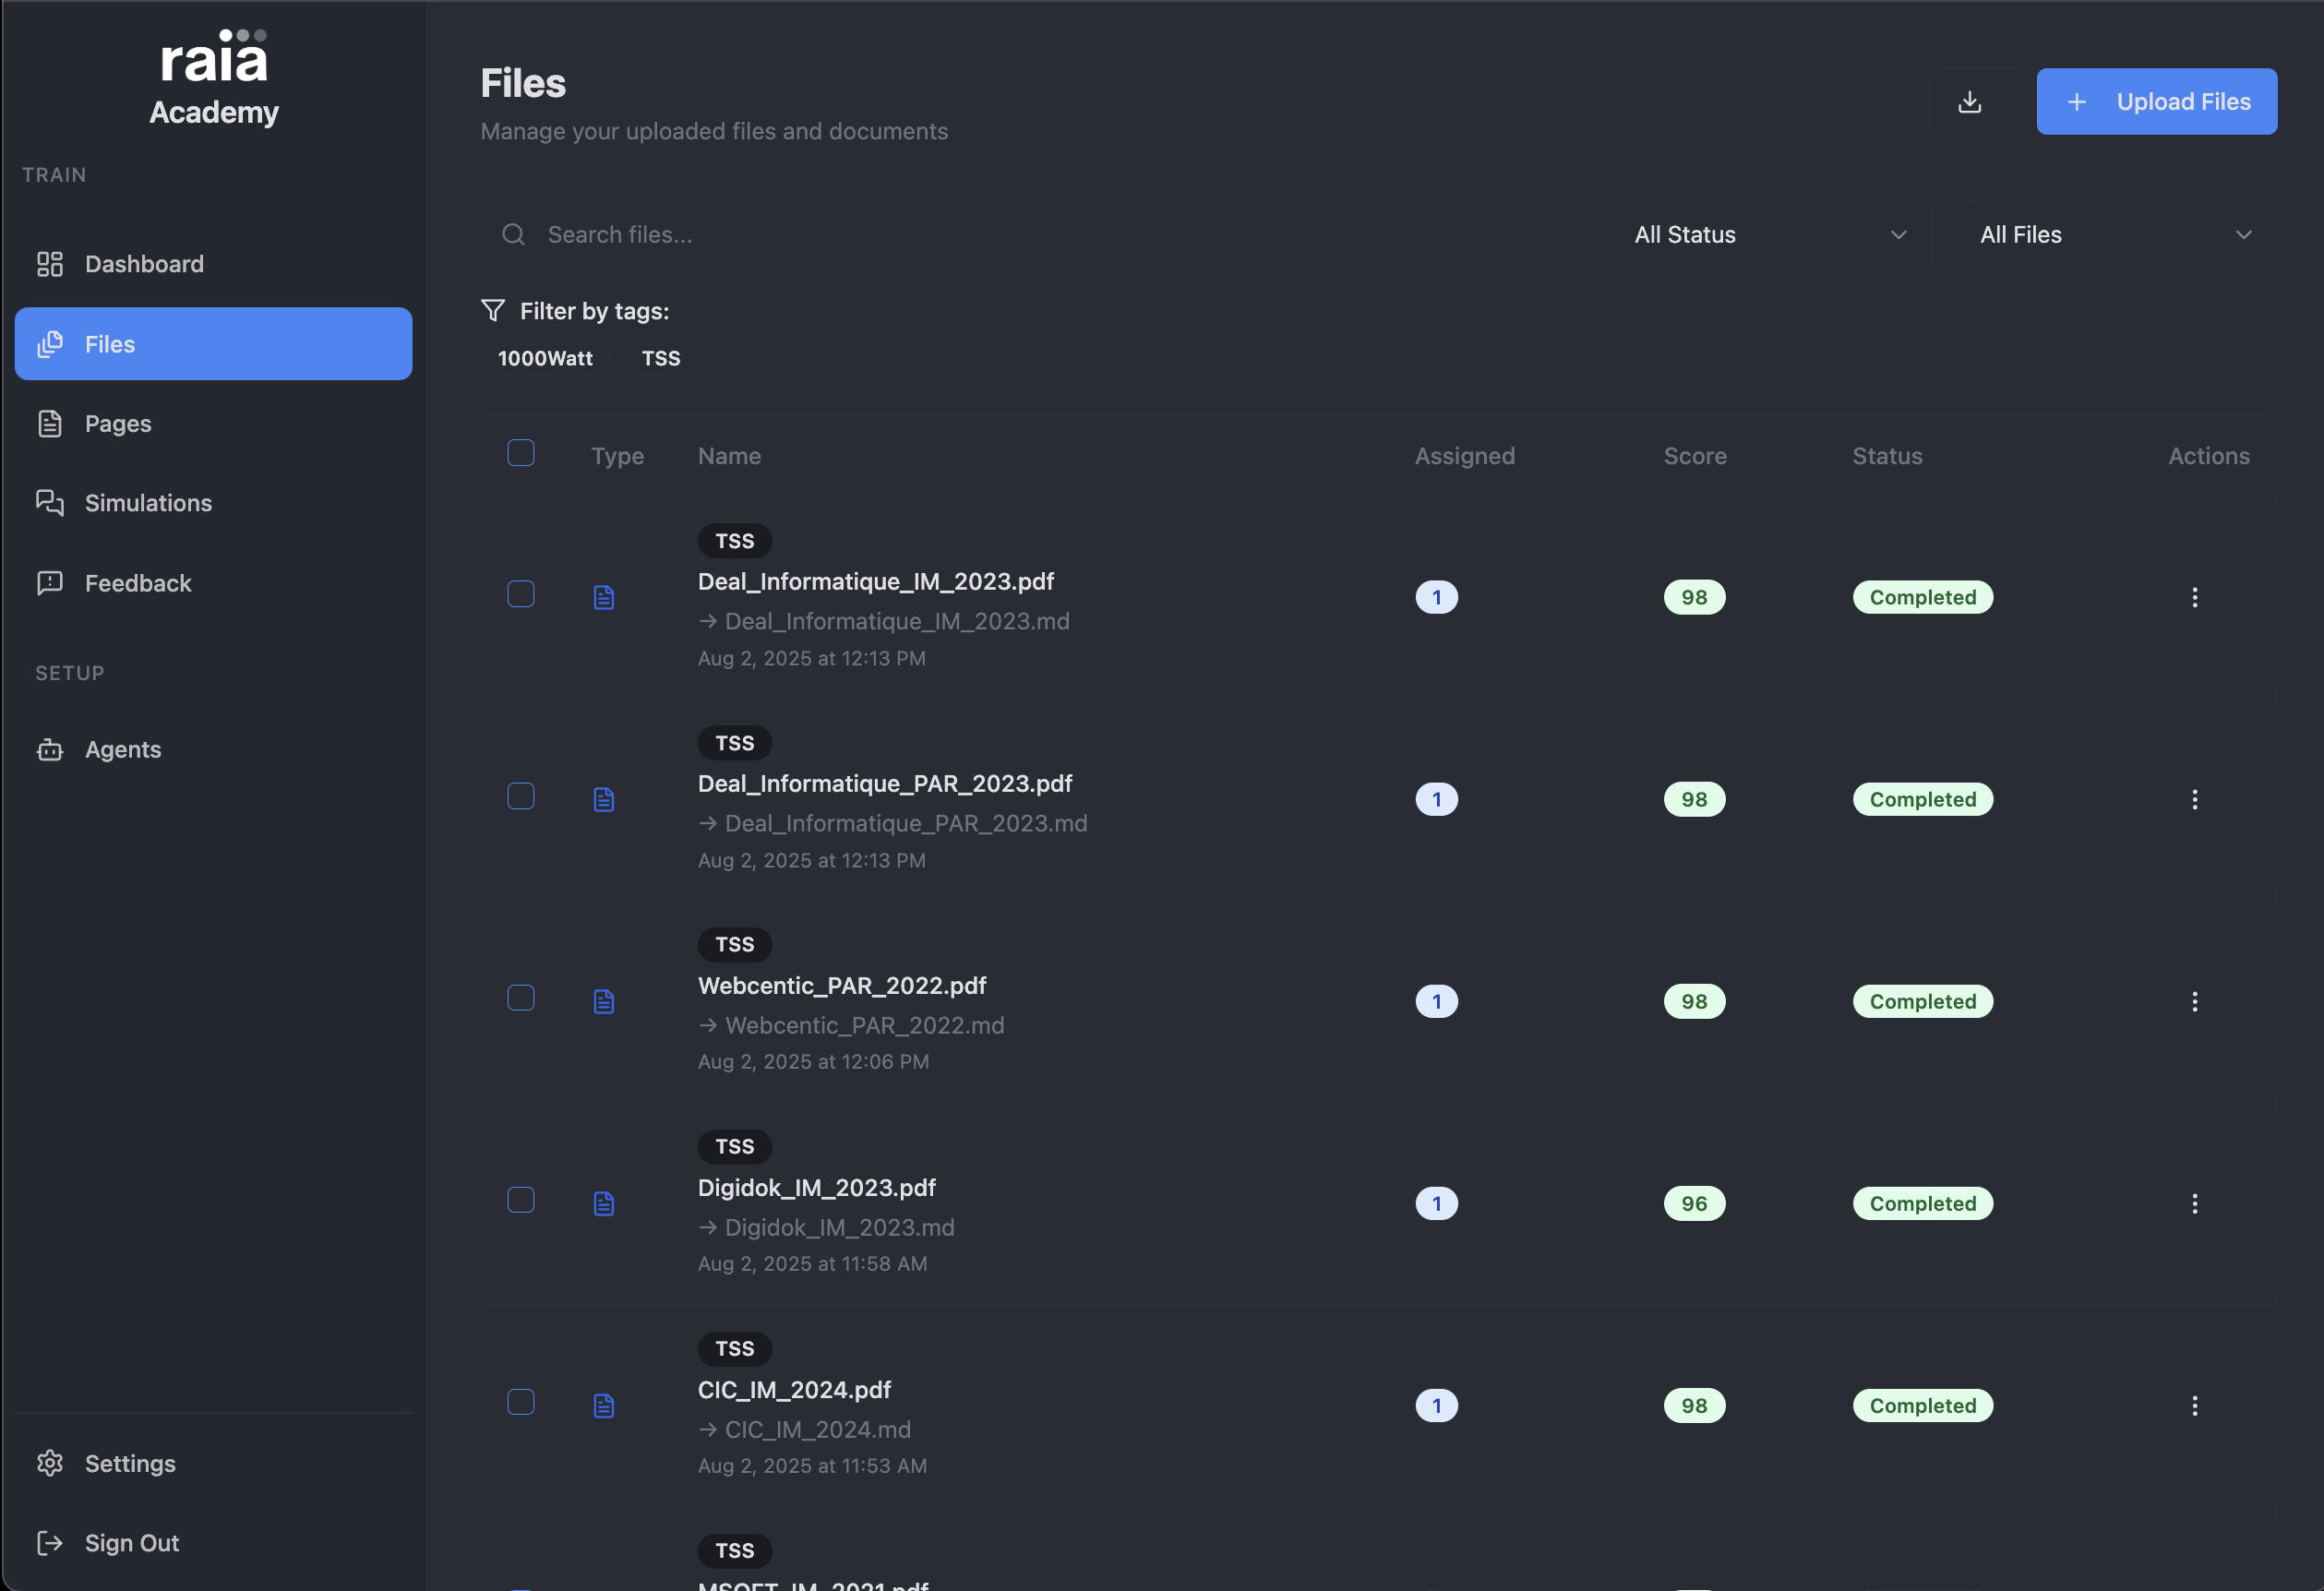 raia
Academy
TRAIN
Dashboard
Files
Pages
Simulations
Feedback
SETUP
Agents
Settings
Sign Out
Files
Manage your uploaded files and documents
Upload Files
Search files...
All Status
All Files
Filter by tags:
1000Watt TSS
Type Name Assigned Score Status Actions
TSS
Deal_Informatique_IM_2023.pdf
→ Deal_Informatique_IM_2023.md
Aug 2, 2025 at 12:13 PM
1 98 Completed
TSS
Deal_Informatique_PAR_2023.pdf
→ Deal_Informatique_PAR_2023.md
Aug 2, 2025 at 12:13 PM
1 98 Completed
TSS
Webcentic_PAR_2022.pdf
→ Webcentic_PAR_2022.md
Aug 2, 2025 at 12:06 PM
1 98 Completed
TSS
Digidok_IM_2023.pdf
→ Digidok_IM_2023.md
Aug 2, 2025 at 11:58 AM
1 96 Completed
TSS
CIC_IM_2024.pdf
→ CIC_IM_2024.md
Aug 2, 2025 at 11:53 AM
1 98 Completed
TSS
MSOFT_IM_2021.pdf